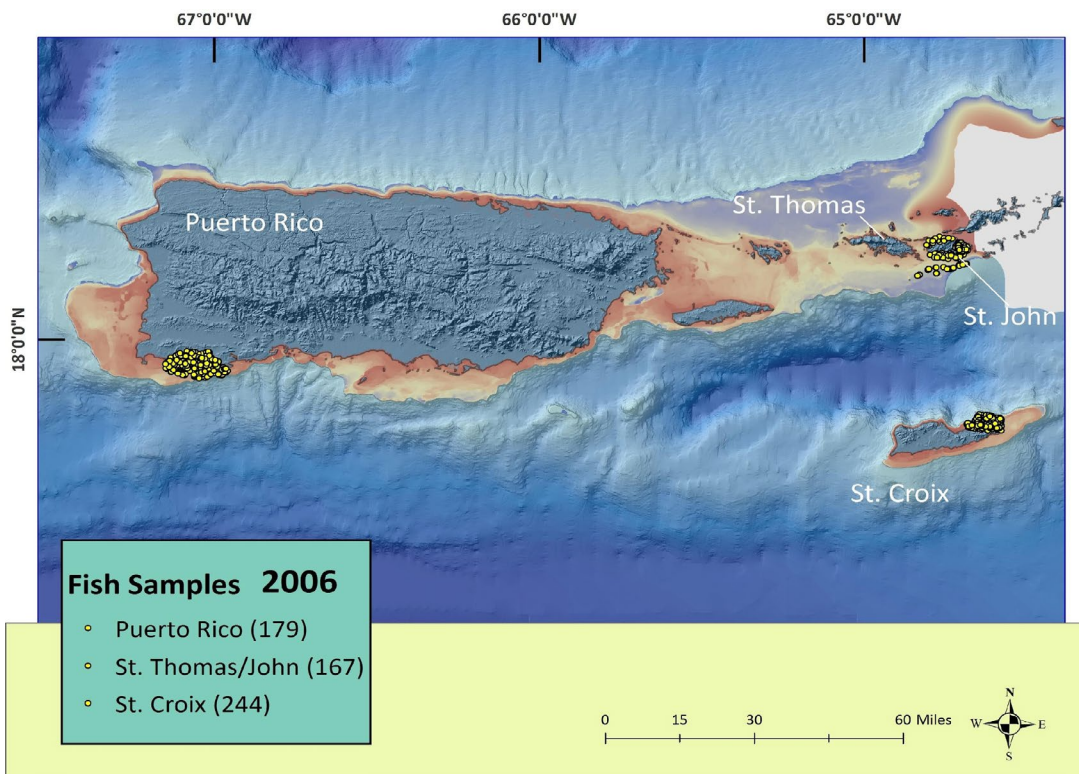 67°0'0"W 66°0'0"W 65°0'0"W
18°0'0"N
Puerto Rico
St. Thomas
St. John
St. Croix
Fish Samples 2006
Puerto Rico (179)
St. Thomas/John (167)
St. Croix (244)
0 15 30 60 Miles
N
W E
S